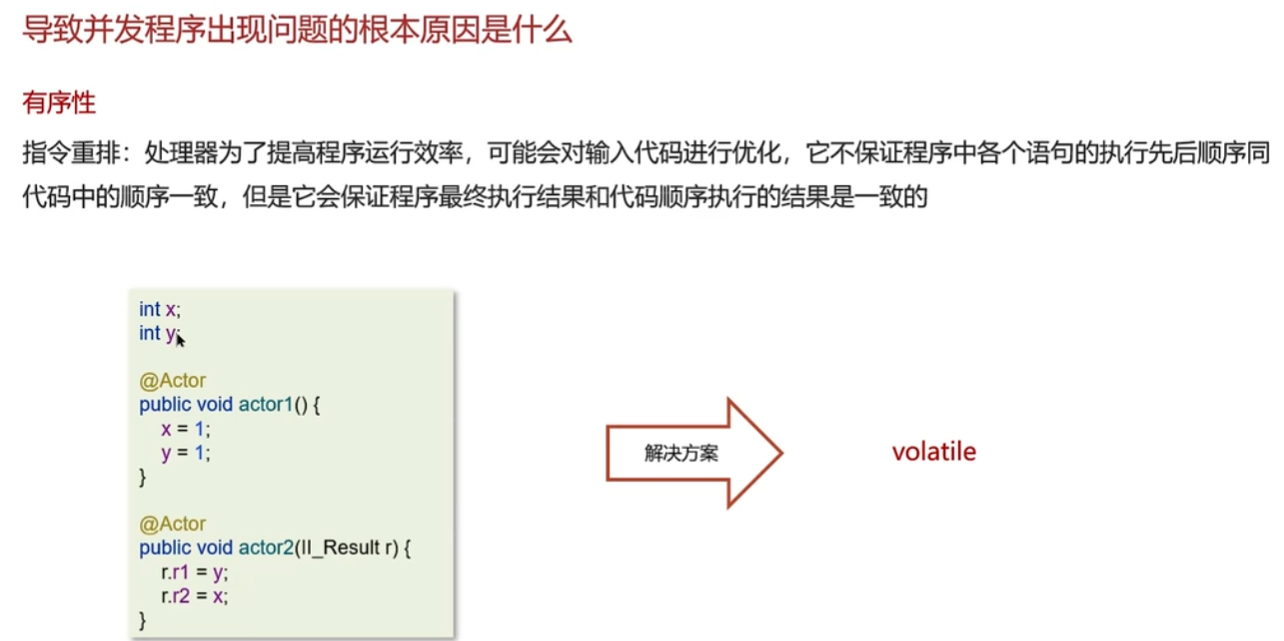 导致并发程序出现问题的根本原因是什么
有序性
指令重排：处理器为了提高程序运行效率，可能会对输入代码进行优化，它不保证程序中各个语句的执行先后顺序同
代码中的顺序一致，但是它会保证程序最终执行结果和代码顺序执行的结果是一致的
int x;
int y;
@Actor
public void actor1() {
x = 1;
y = 1;
}
@Actor
public void actor2(II_Result r) {
r.r1 = y;
r.r2 = x;
}
解决方案
volatile